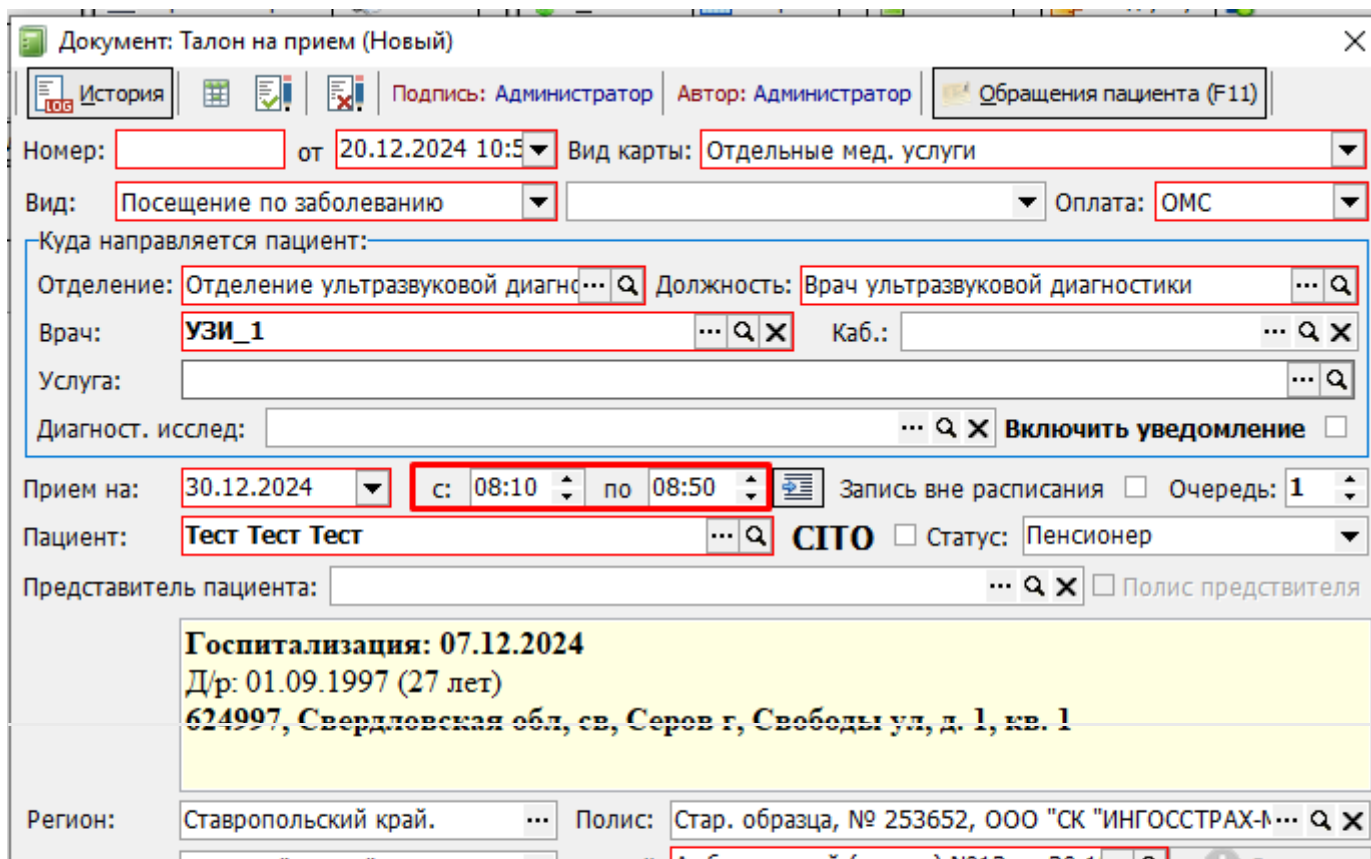 Документ: Талон на прием (Новый)
История Подпись: Администратор Автор: Администратор Обращения пациента (F11)
Номер: от 20.12.2024 10:5 Вид карты: Отдельные мед. услуги
Вид: Посещение по заболеванию Оплата: ОМС
Куда направляется пациент:
Отделение: Отделение ультразвуковой диагно Должность: Врач ультразвуковой диагностики
Врач: УЗИ_1 Каб.:
Услуга:
Диагност. исслед: Включить уведомление
Прием на: 30.12.2024 с: 08:10 по 08:50 Запись вне расписания Очередь: 1
Пациент: Тест Тест Тест CITO Статус: Пенсионер
Представитель пациента: Полис предствителя
Госпитализация: 07.12.2024
Д/р: 01.09.1997 (27 лет)
624997, Свердловская обл, св, Серов г, Свободы ул, д. 1, кв. 1
Регион: Ставропольский край. Полис: Стар. образца, № 253652, ООО "СК "ИНГОССТРАХ-М